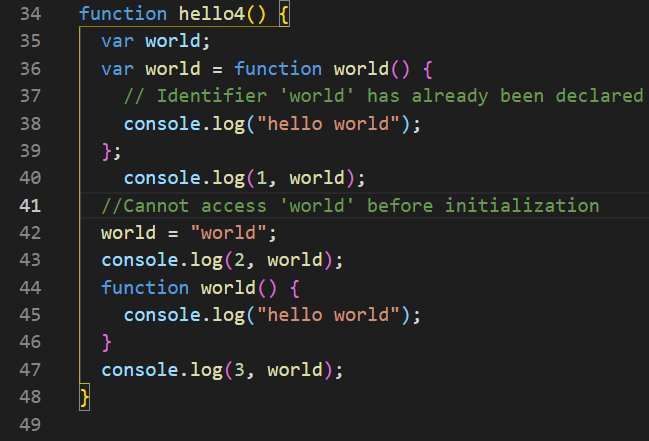 34 function hello4() {
35   var world;
36   var world = function world() {
37     // Identifier 'world' has already been declared
38     console.log("hello world");
39   };
40     console.log(1, world);
41   //Cannot access 'world' before initialization
42   world = "world";
43   console.log(2, world);
44   function world() {
45     console.log("hello world");
46   }
47   console.log(3, world);
48 }
49